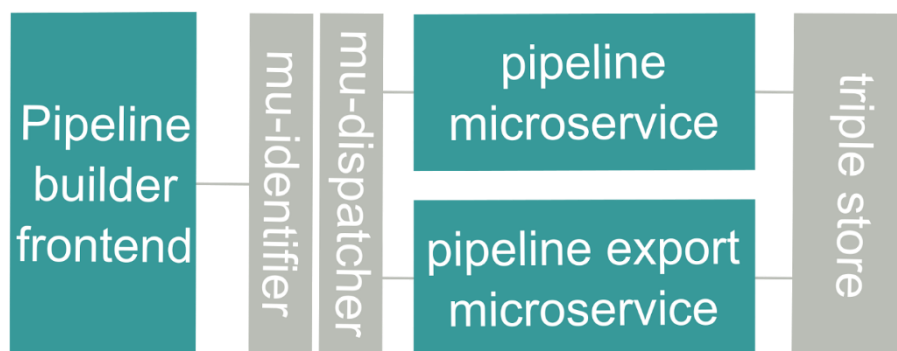 Pipeline
builder
frontend
mu-identifier
mu-dispatcher
pipeline
microservice
pipeline export
microservice
triple store